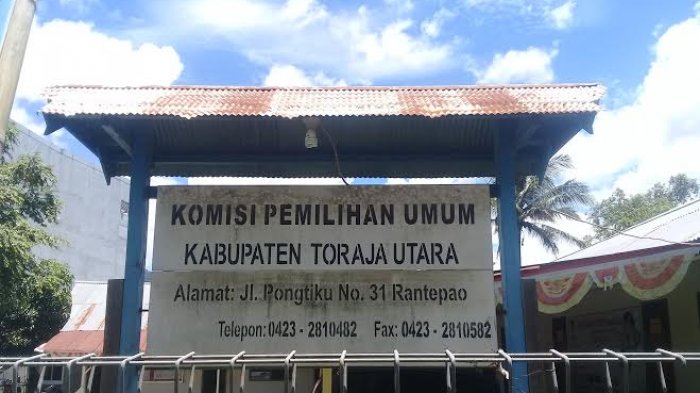 KOMISI PEMILIHAN UMUM
KABUPATEN TORAJA UTARA
Alamat: Jl. Pongtiku No. 31 Rantepao
Telepon: 0423 - 2810482 Fax: 0423 - 2810582